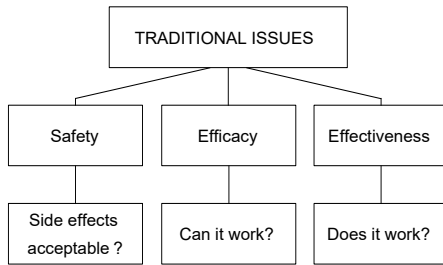 TRADITIONAL ISSUES
Safety
Efficacy
Effectiveness
Side effects
acceptable ?
Can it work?
Does it work?